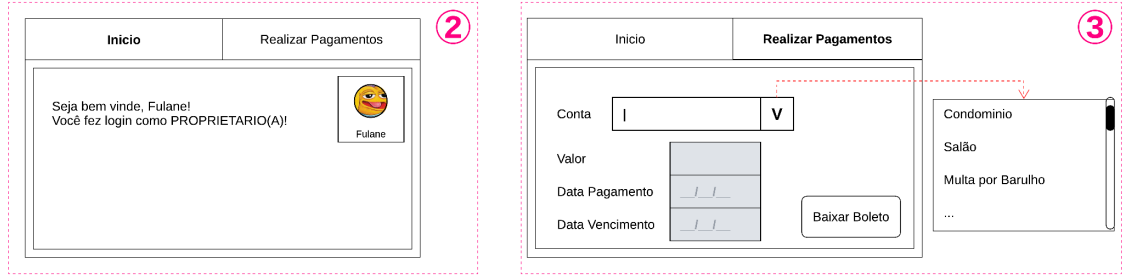 2
Inicio
Realizar Pagamentos
Seja bem vinde, Fulane!
Você fez login como PROPRIETARIO(A)!
Fulane
3
Inicio
Realizar Pagamentos
Conta
|
V
Valor
Data Pagamento
__/__/__
Data Vencimento
__/__/__
Baixar Boleto
Condominio
Salão
Multa por Barulho
...